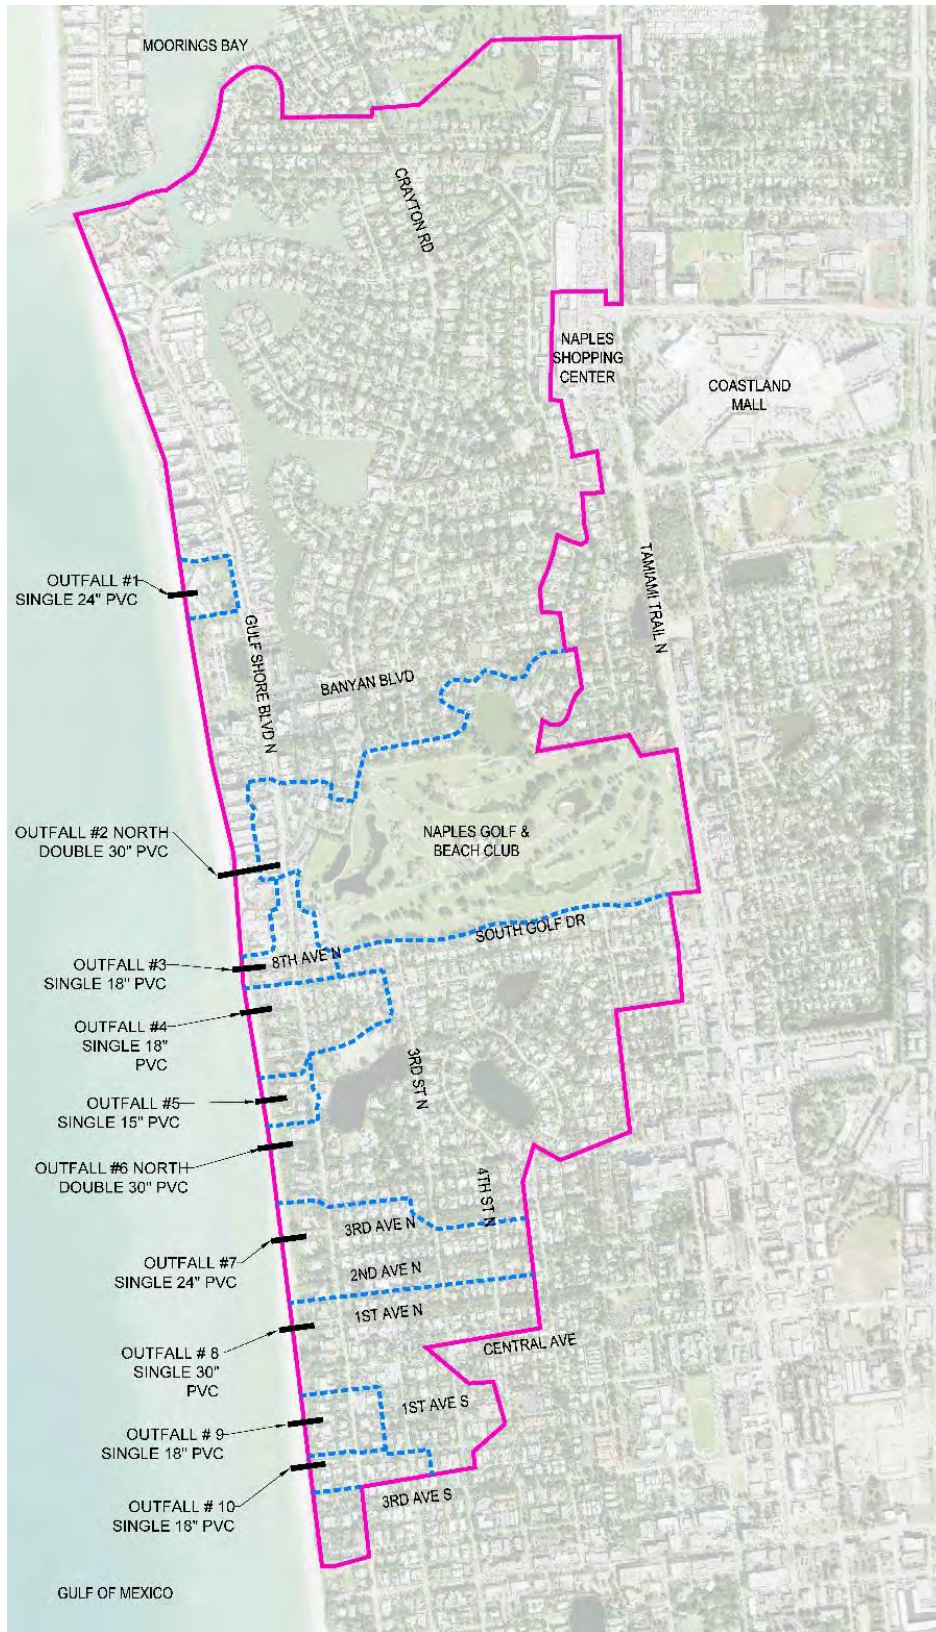 MOORINGS BAY
CRAYTON RD
NAPLES
SHOPPING
CENTER
COASTLAND
MALL
OUTFALL #1
SINGLE 24" PVC
TAMIAMI TRAIL N
GULF SHORE BLVD N
BANYAN BLVD
OUTFALL #2 NORTH
DOUBLE 30" PVC
NAPLES GOLF &
BEACH CLUB
SOUTH GOLF DR
8TH AVE N
OUTFALL #3
SINGLE 18" PVC
OUTFALL #4
SINGLE 18"
PVC
3RD ST N
OUTFALL #5
SINGLE 15" PVC
OUTFALL #6 NORTH
DOUBLE 30" PVC
4TH ST N
3RD AVE N
OUTFALL #7
SINGLE 24" PVC
2ND AVE N
1ST AVE N
CENTRAL AVE
OUTFALL # 8
SINGLE 30"
PVC
1ST AVE S
OUTFALL # 9
SINGLE 18" PVC
3RD AVE S
OUTFALL # 10
SINGLE 18" PVC
GULF OF MEXICO